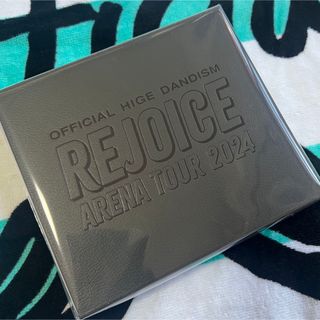 OFFICIAL HIGE DANDISM
REJOICE
ARENA TOUR 2024